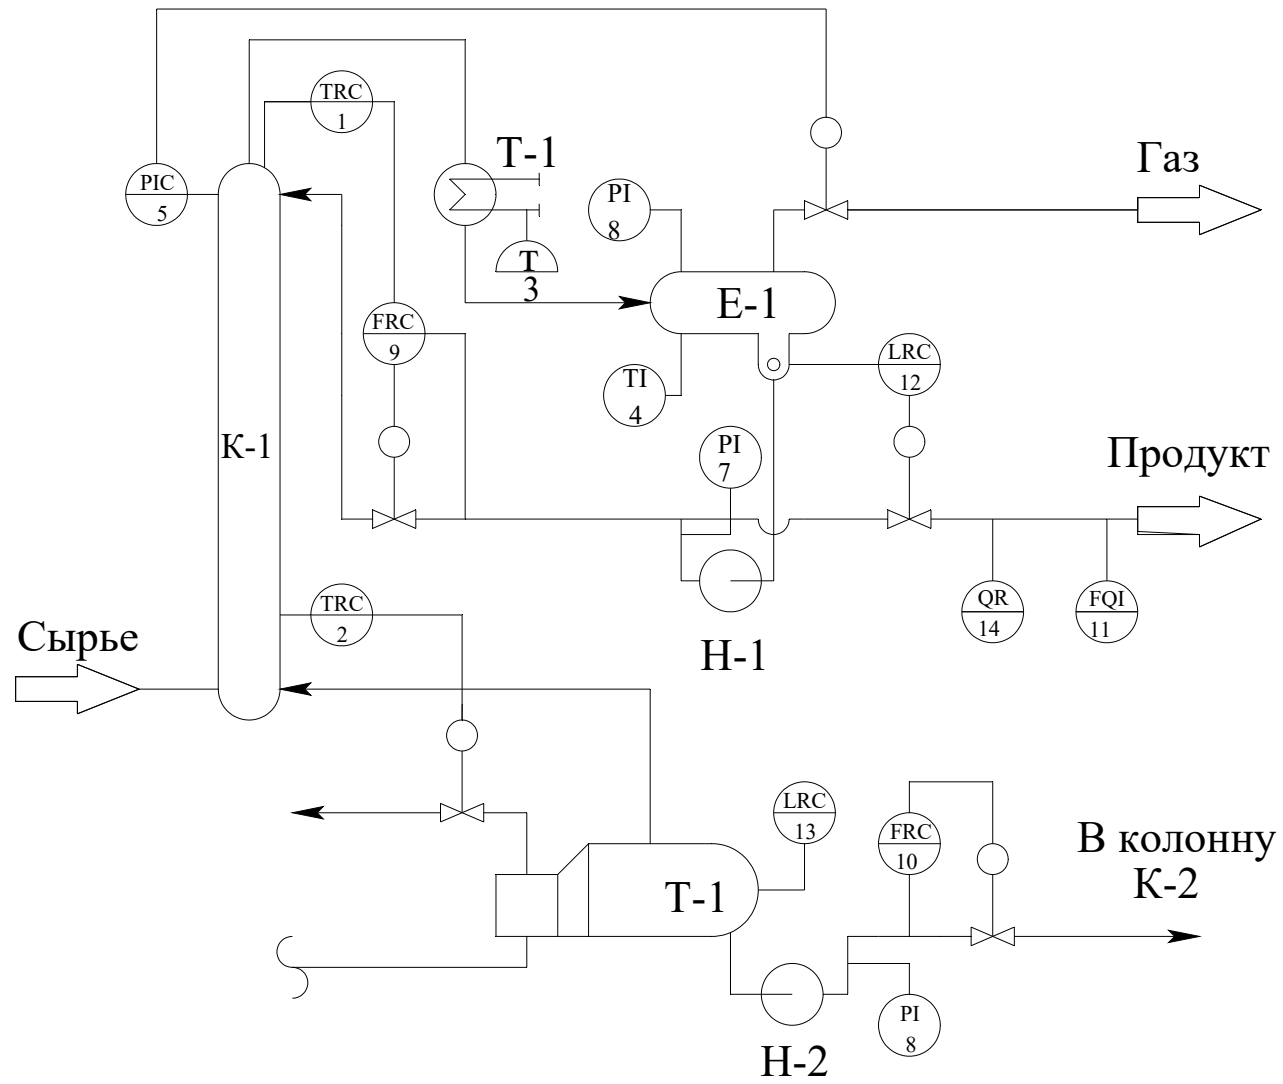 TRC
1
Т-1
Газ
PIC
5
PI
8
Т
3
Е-1
FRC
9
LRC
12
TI
4
К-1
PI
7
Продукт
TRC
2
QR
14
FQI
11
Сырье
Н-1
LRC
13
FRC
10
В колонну
К-2
Т-1
PI
8
Н-2